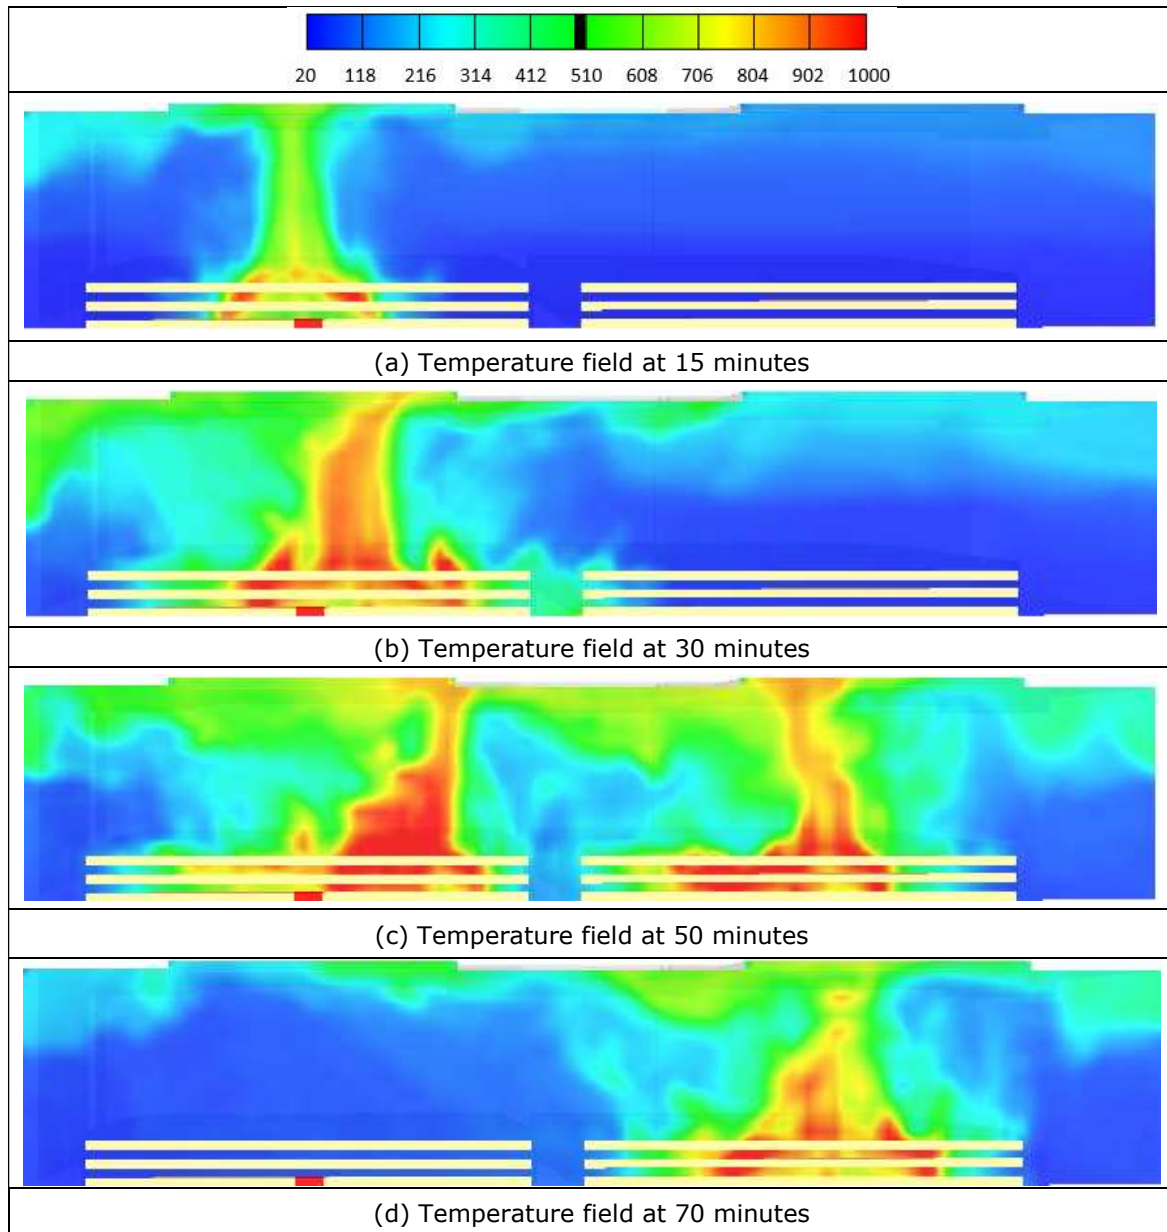 20 118 216 314 412 510 608 706 804 902 1000
(a) Temperature field at 15 minutes
(b) Temperature field at 30 minutes
(c) Temperature field at 50 minutes
(d) Temperature field at 70 minutes